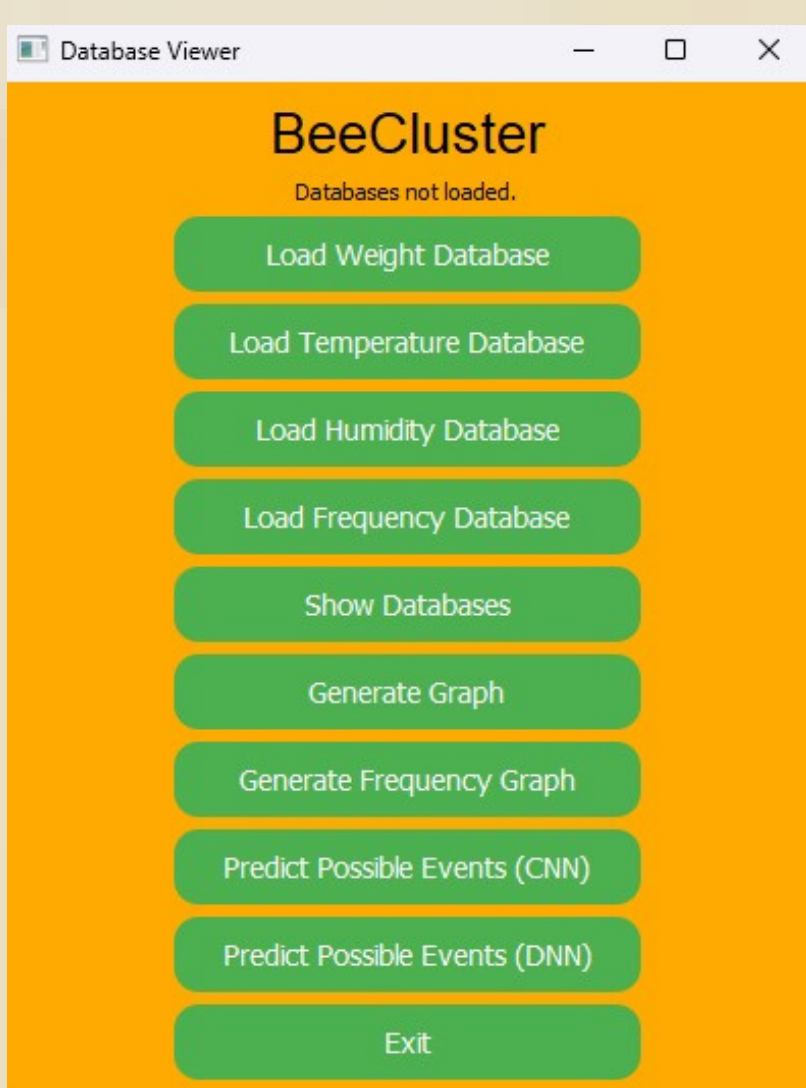 Database Viewer
BeeCluster
Databases not loaded.
Load Weight Database
Load Temperature Database
Load Humidity Database
Load Frequency Database
Show Databases
Generate Graph
Generate Frequency Graph
Predict Possible Events (CNN)
Predict Possible Events (DNN)
Exit